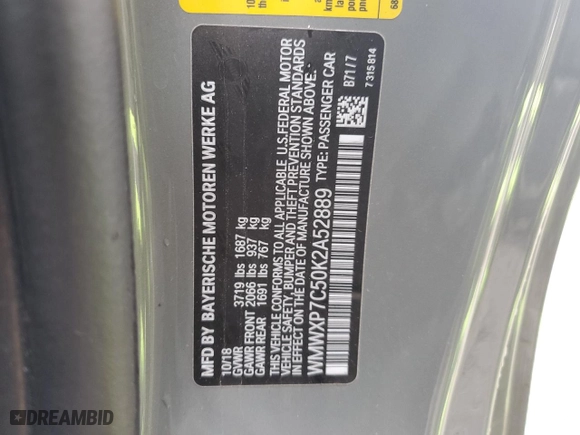 MFD BY BAYERISCHE MOTOREN WERKE AG
10/18
GVWR 3719 lbs 1687 kg
GAWR FRONT 2066 lbs 937 kg
GAWR REAR 1691 lbs 767 kg
THIS VEHICLE CONFORMS TO ALL APPLICABLE U.S.FEDERAL MOTOR
VEHICLE SAFETY, BUMPER, AND THEFT PREVENTION STANDARDS
IN EFFECT ON THE DATE OF MANUFACTURE SHOWN ABOVE.
WMWXP7C50K2A52889 TYPE: PASSENGER CAR
B71/7
7 315 814
DREAMBID